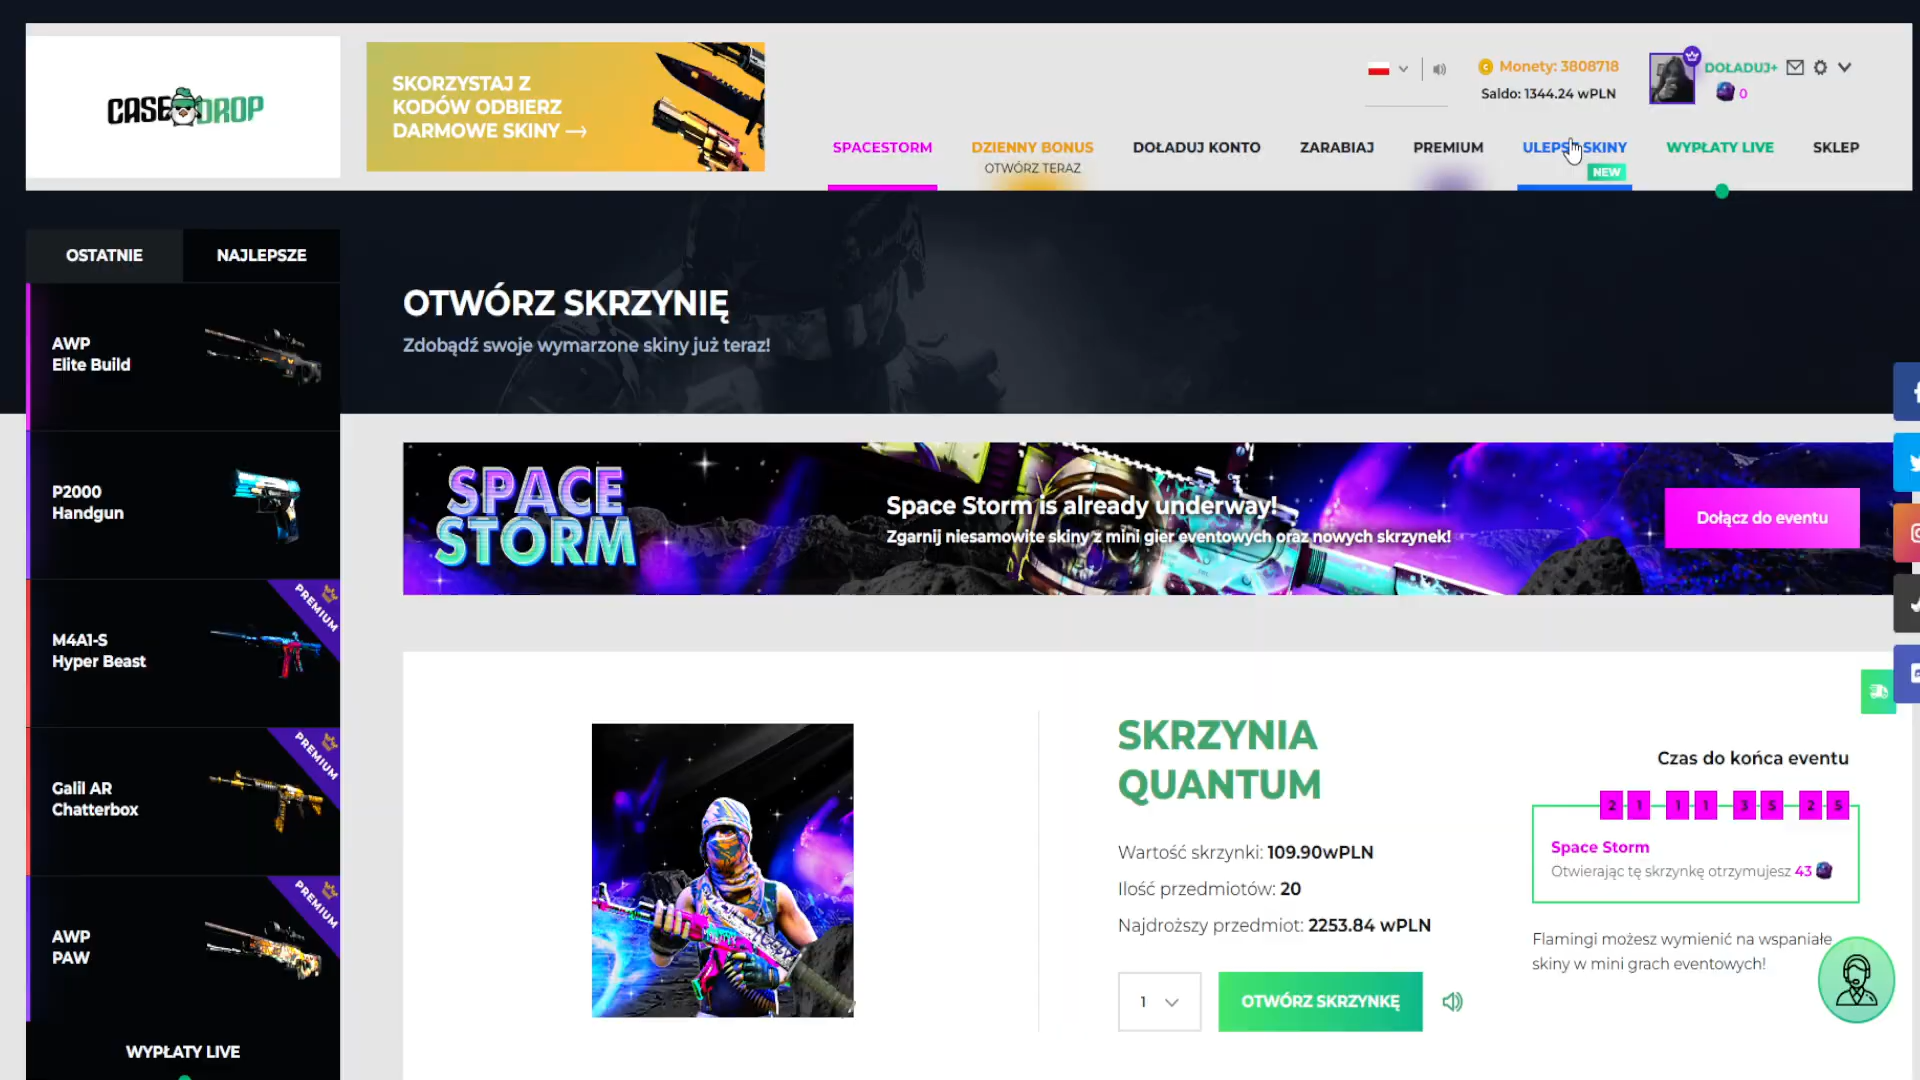 CASEDROP
SKORZYSTAJ Z
KODÓW ODBIERZ
DARMOWE SKINY →
Monety: 3808718
Saldo: 1344.24 wPLN
DOŁADUJ+
0
SPACESTORM
DZIENNY BONUS
OTWÓRZ TERAZ
DOŁADUJ KONTO
ZARABIAJ
PREMIUM
SKINY
NEW
WYPŁATY LIVE
SKLEP
OSTATNIE
NAJLEPSZE
AWP
Elite Build
P2000
Handgun
M4A1-S
Hyper Beast
PREMIUM
Galil AR
Chatterbox
PREMIUM
AWP
PAW
PREMIUM
WYPŁATY LIVE
OTWÓRZ SKRZYNIĘ
Zdobądź swoje wymarzone skiny już teraz!
SPACE
STORM
Space Storm is already underway!
Zgarnij niesamowite skiny z mini gier eventowych oraz nowych skrzynek!
Dołącz do eventu
SKRZYNIA
QUANTUM
Wartość skrzynki: 109.90wPLN
Ilość przedmiotów: 20
Najdroższy przedmiot: 2253.84 wPLN
1
OTWÓRZ SKRZYNKĘ
Czas do końca eventu
2 1 1 1 3 5 2 5
Space Storm
Otwierając tę skrzynkę otrzymujesz 43
Flamingi możesz wymienić na wspaniałe
skiny w mini grach eventowych!